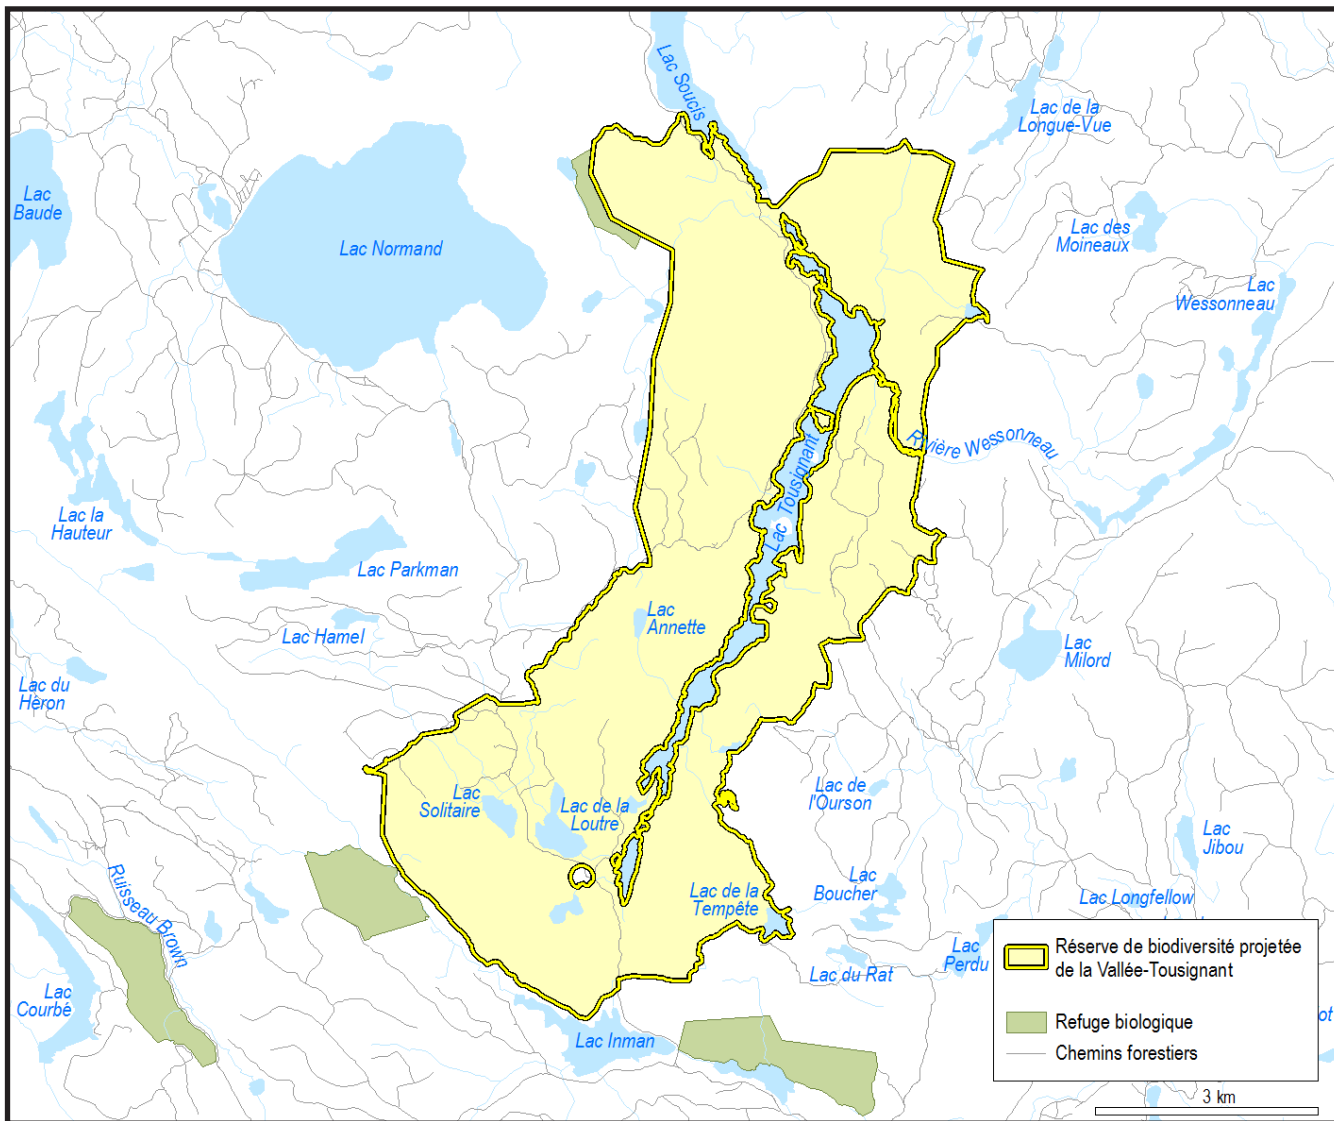 Lac Soucis
Lac de la
Longue-Vue
Lac
Baude
Lac Normand
Lac des
Moineaux
Lac
Wessonneau
Rivière Wessonneau
Lac Tousignant
Lac la
Hauteur
Lac Parkman
Lac
Annette
Lac Hamel
Lac
Milord
Lac du
Héron
Lac
Solitaire
Lac de la
Loutre
Lac de
l'Ourson
Lac
Jibou
Ruisseau Brown
Lac de la
Tempête
Lac
Boucher
Lac Longfellow
Lac
Perdu
Lac du Rat
Lac
Courbé
Lac Inman
Réserve de biodiversité projetée
de la Vallée-Tousignant
Refuge biologique
Chemins forestiers
3 km